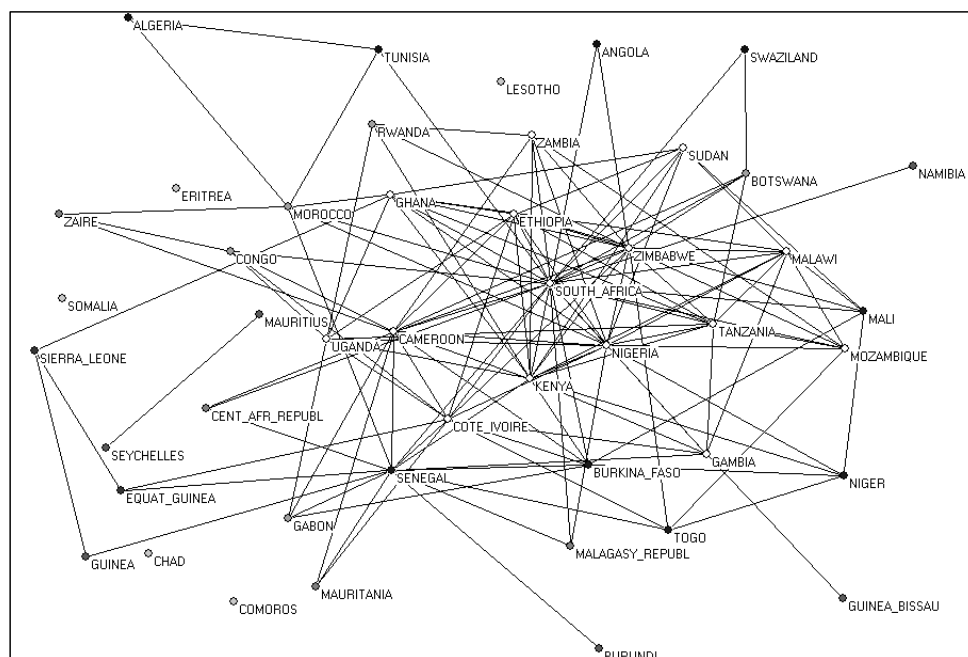 ALGERIA
TUNISIA
ANGOLA
SWAZILAND
LESOTHO
RWANDA
ZAMBIA
SUDAN
NAMIBIA
BOTSWANA
ERITREA
GHANA
MOROCCO
ZAIRE
ETHIOPIA
ZIMBABWE
MALAWI
CONGO
SOUTH_AFRICA
SOMALIA
MAURITIUS
MALI
TANZANIA
CAMEROON
UGANDA
NIGERIA
SIERRA_LEONE
MOZAMBIQUE
KENYA
CENT_AFR_REPUBL
COTE_IVOIRE
SEYCHELLES
GAMBIA
BURKINA_FASO
SENEGAL
NIGER
EQUAT_GUINEA
GABON
TOGO
MALAGASY_REPUBL
GUINEA
CHAD
MAURITANIA
GUINEA_BISSAU
COMOROS
BURUNDI